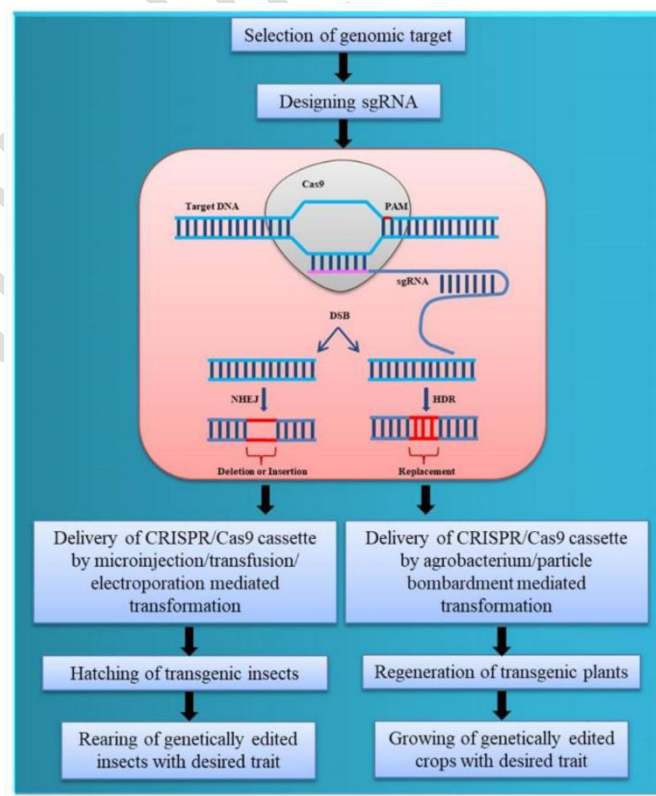 Selection of genomic target
Designing sgRNA
Cas9
Target DNA
PAM
sgRNA
DSB
NHEJ
HDR
Deletion or Insertion
Replacement
Delivery of CRISPR/Cas9 cassette
by microinjection/transfusion/
electroporation mediated
transformation
Delivery of CRISPR/Cas9 cassette
by agrobacterium/particle
bombardment mediated
transformation
Hatching of transgenic insects
Regeneration of transgenic plants
Rearing of genetically edited
insects with desired trait
Growing of genetically edited
crops with desired trait